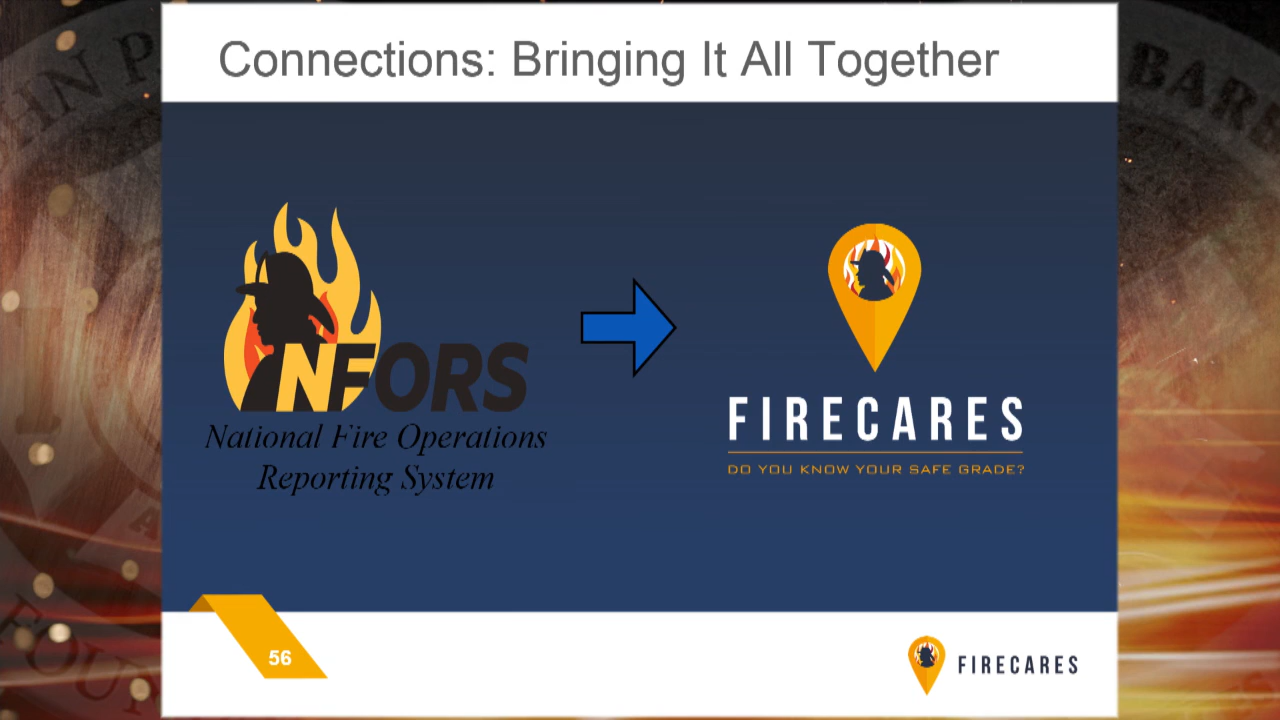 Connections: Bringing It All Together
NFORS
National Fire Operations
Reporting System
FIRECARES
DO YOU KNOW YOUR SAFE GRADE?
56
FIRECARES